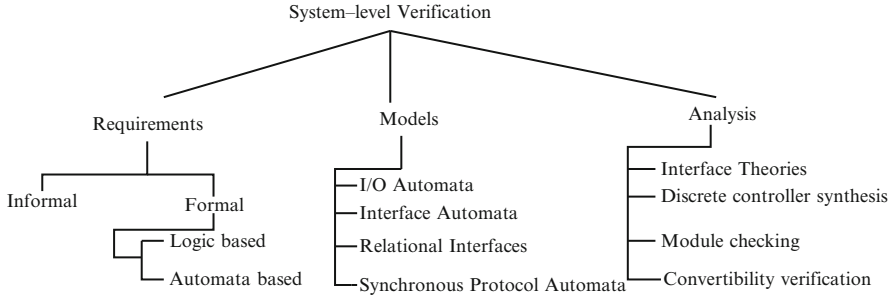 System–level Verification
Requirements
Models
Analysis
Informal
Formal
Logic based
Automata based
I/O Automata
Interface Automata
Relational Interfaces
Synchronous Protocol Automata
Interface Theories
Discrete controller synthesis
Module checking
Convertibility verification